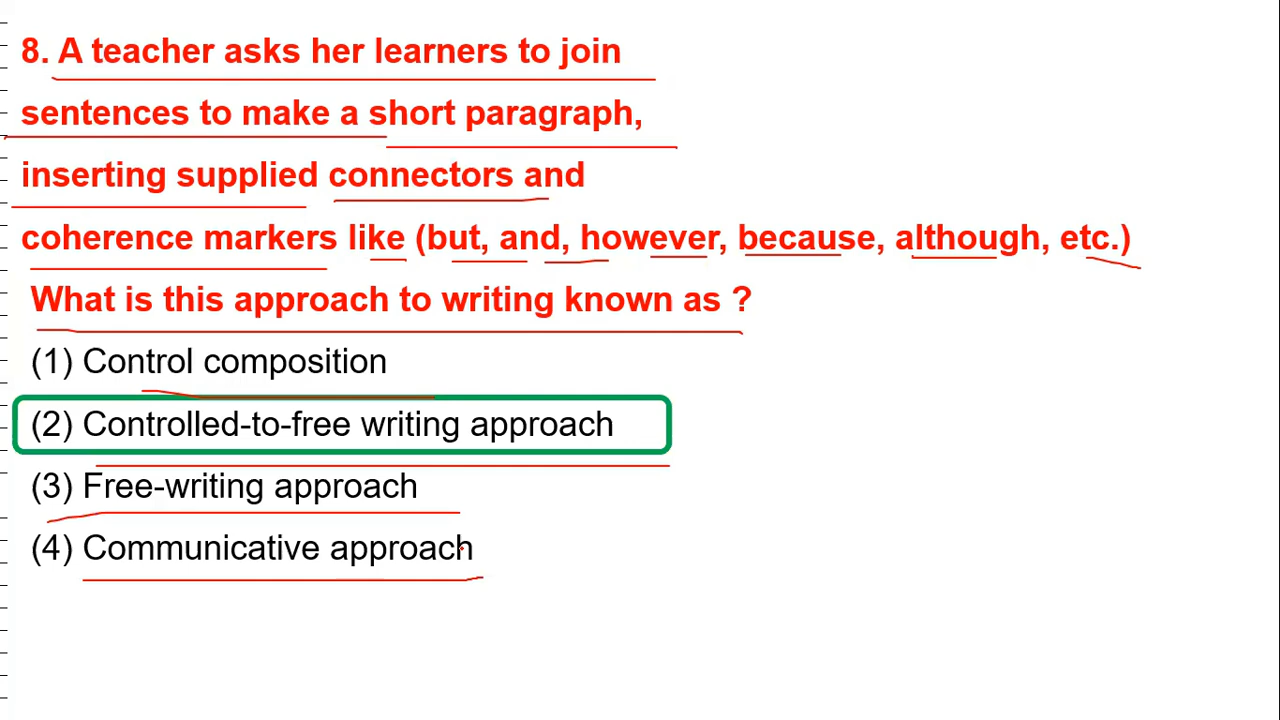 8. A teacher asks her learners to join
sentences to make a short paragraph,
inserting supplied connectors and
coherence markers like (but, and, however, because, although, etc.)
What is this approach to writing known as ?
(1) Control composition
(2) Controlled-to-free writing approach
(3) Free-writing approach
(4) Communicative approach